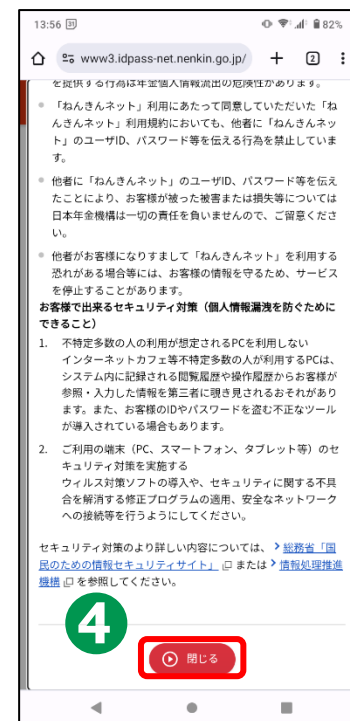 13:56 31 82%
www3.idpass-net.nenkin.go.jp/ 2
を提供する行為は年金個人情報流出の危険性があります。
「ねんきんネット」利用にあたって同意していただいた「ね
んきんネット」利用規約においても、他者に「ねんきんネッ
ト」のユーザID、パスワード等を伝える行為を禁止していま
す。
他者に「ねんきんネット」のユーザID、パスワード等を伝え
たことにより、お客様が被った被害または損失等については
日本年金機構は一切の責任を負いませんので、ご留意くださ
い。
他者がお客様になりすまして「ねんきんネット」を利用する
恐れがある場合等には、お客様の情報を守るため、サービス
を停止することがあります。
お客様で出来るセキュリティ対策（個人情報漏洩を防ぐために
できること）
1. 不特定多数の人の利用が想定されるPCを利用しない
インターネットカフェ等不特定多数の人が利用するPCは、
システム内に記録される閲覧履歴や操作履歴からお客様が
参照・入力した情報を第三者に覗き見されるおそれがあり
ます。また、お客様のIDやパスワードを盗む不正なツール
が導入されている場合もあります。
2. ご利用の端末（PC、スマートフォン、タブレット等）のセ
キュリティ対策を実施する
ウィルス対策ソフトの導入や、セキュリティに関する不具
合を解消する修正プログラムの適用、安全なネットワーク
への接続等を行うようにしてください。
セキュリティ対策のより詳しい内容については、総務省「国
民のための情報セキュリティサイト」 または 情報処理推進
機構 を参照してください。
4
閉じる